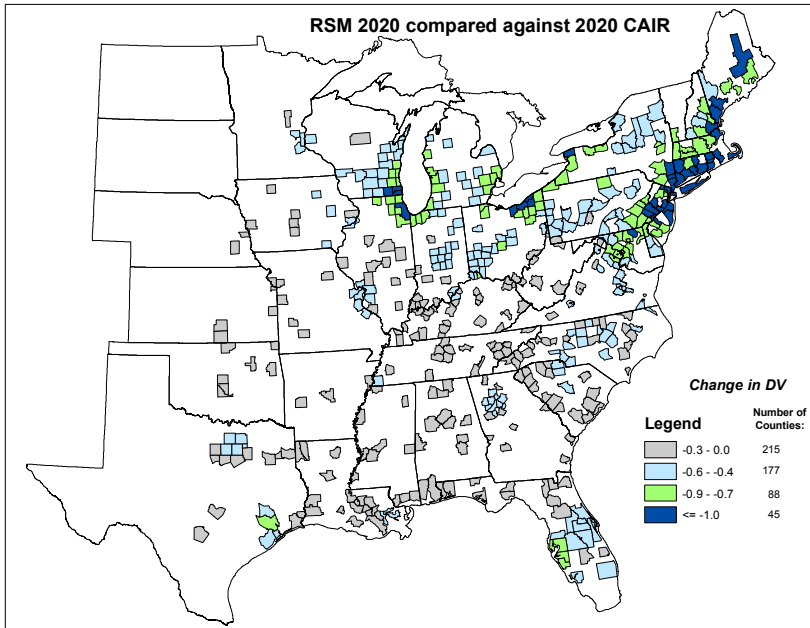 RSM 2020 compared against 2020 CAIR
Change in DV
Legend
Number of
Counties:
-0.3 - 0.0 215
-0.6 - -0.4 177
-0.9 - -0.7 88
<= -1.0 45